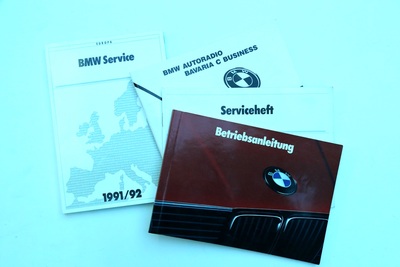 EUROPA
BMW Service
1991/92
BMW AUTORADIO
BAVARIA C BUSINESS
Serviceheft
Betriebsanleitung